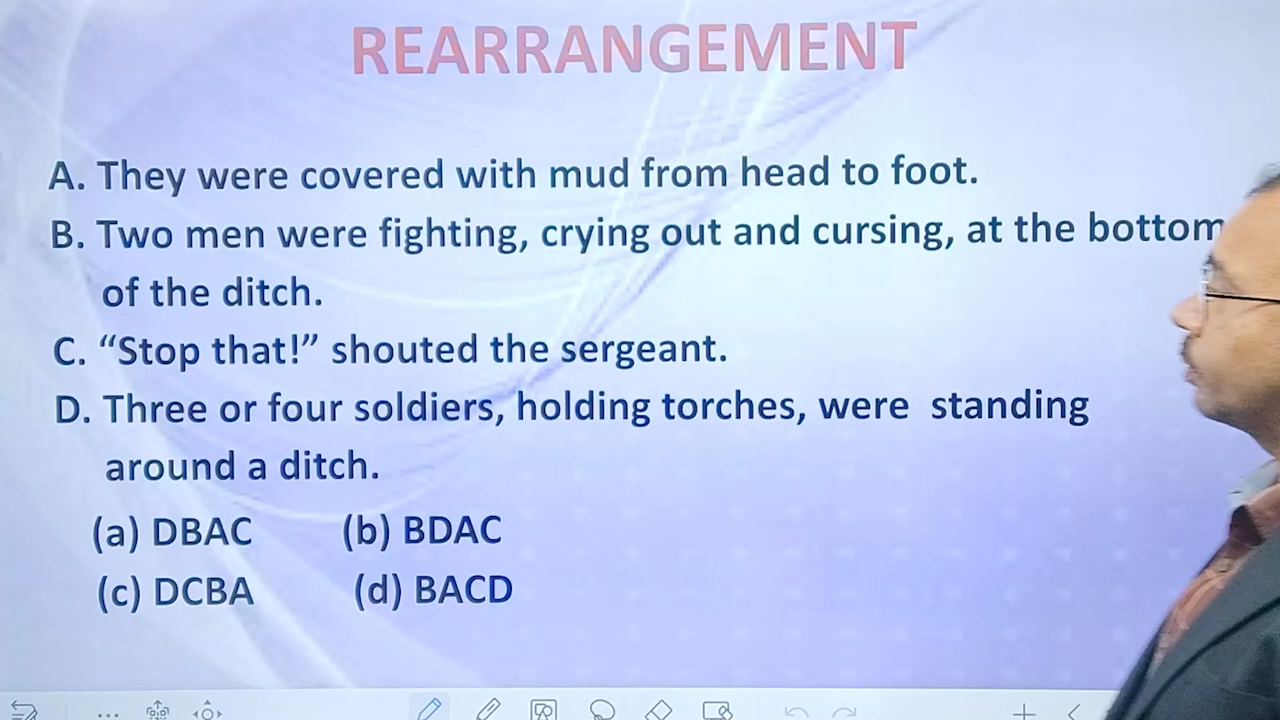 REARRANGEMENT
A. They were covered with mud from head to foot.
B. Two men were fighting, crying out and cursing, at the bottom
of the ditch.
C. “Stop that!” shouted the sergeant.
D. Three or four soldiers, holding torches, were standing
around a ditch.
(a) DBAC (b) BDAC
(c) DCBA (d) BACD